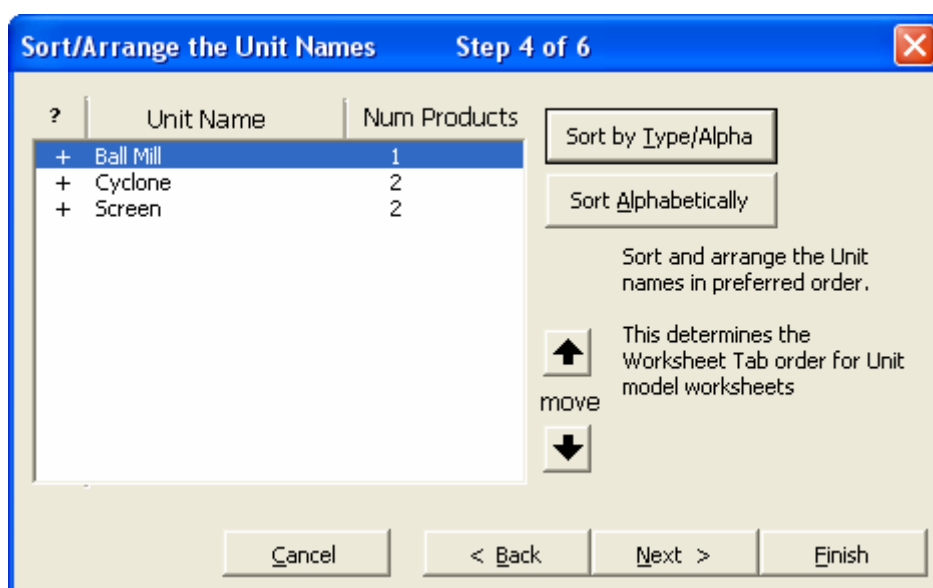 Sort/Arrange the Unit Names Step 4 of 6
? Unit Name Num Products
+ Ball Mill 1
+ Cyclone 2
+ Screen 2
Sort by Type/Alpha
Sort Alphabetically
Sort and arrange the Unit
names in preferred order.
This determines the
Worksheet Tab order for Unit
model worksheets
move
Cancel < Back Next > Finish